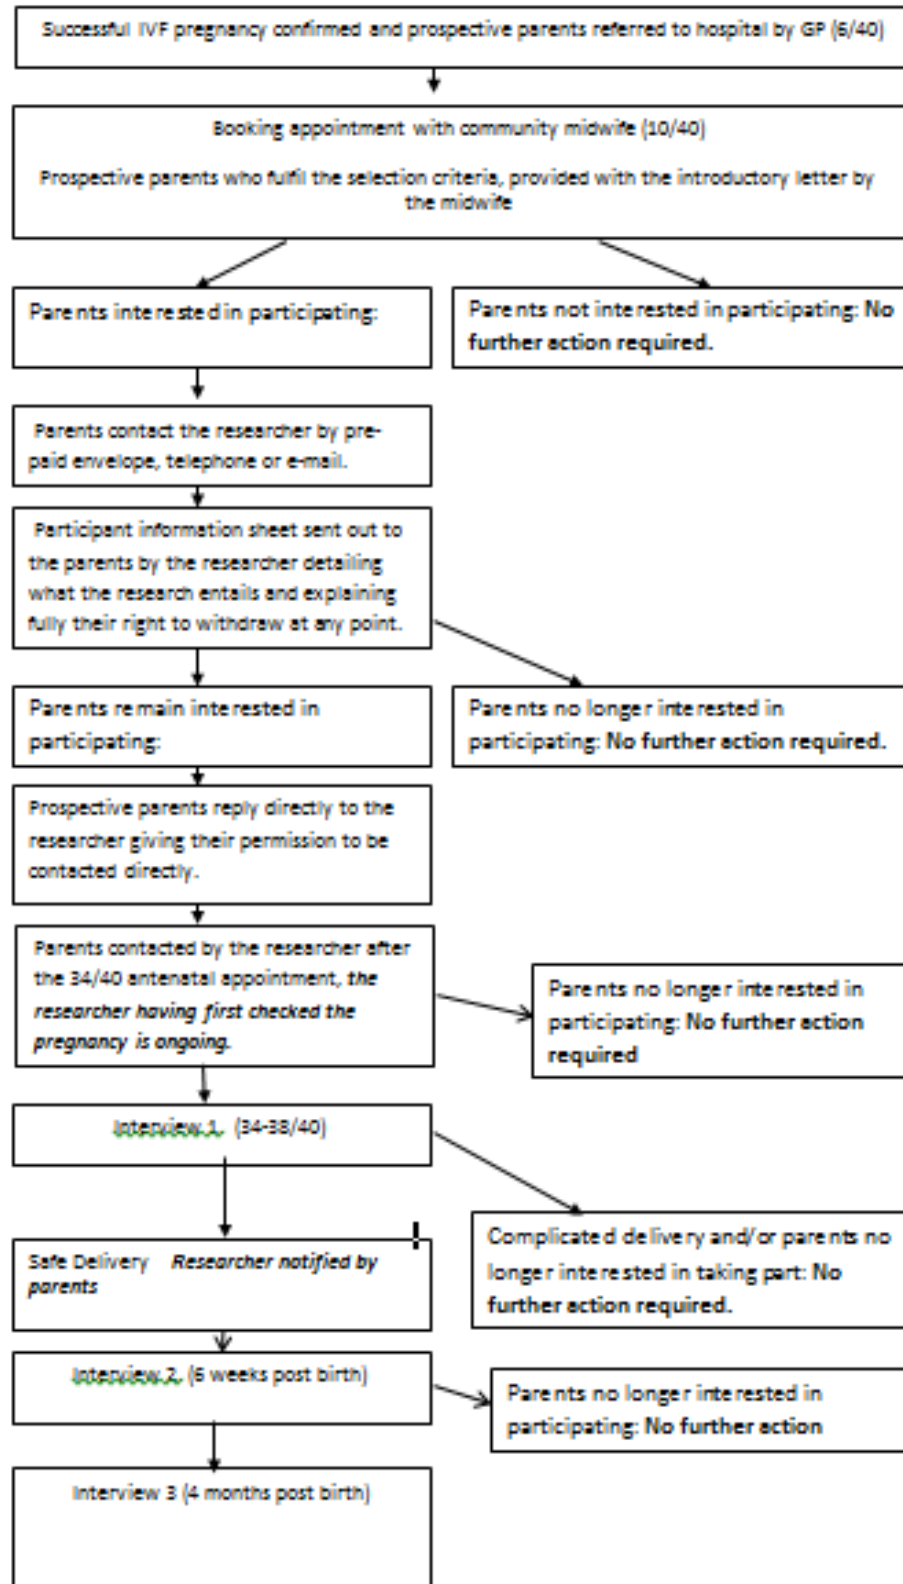 Successful IVF pregnancy confirmed and prospective parents referred to hospital by GP (6/40)
Booking appointment with community midwife (10/40)
Prospective parents who fulfil the selection criteria, provided with the introductory letter by
the midwife
Parents interested in participating:
Parents not interested in participating: No
further action required.
Parents contact the researcher by pre-
paid envelope, telephone or e-mail.
Participant information sheet sent out to
the parents by the researcher detailing
what the research entails and explaining
fully their right to withdraw at any point.
Parents remain interested in
participating:
Parents no longer interested in
participating: No further action required.
Prospective parents reply directly to the
researcher giving their permission to be
contacted directly.
Parents contacted by the researcher after
the 34/40 antenatal appointment, the
researcher having first checked the
pregnancy is ongoing.
Parents no longer interested in
participating: No further action
required
Interview 1. (34-38/40)
Complicated delivery and/or parents no
longer interested in taking part: No
further action required.
Safe Delivery Researcher notified by
parents
Interview 2. (6 weeks post birth)
Parents no longer interested in
participating: No further action
Interview 3 (4 months post birth)